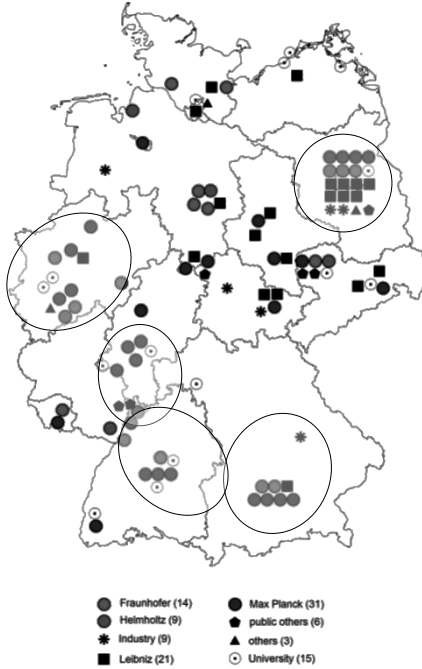 Fraunhofer (14)
Helmholtz (9)
Industry (9)
Leibniz (21)
Max Planck (31)
public others (6)
others (3)
University (15)